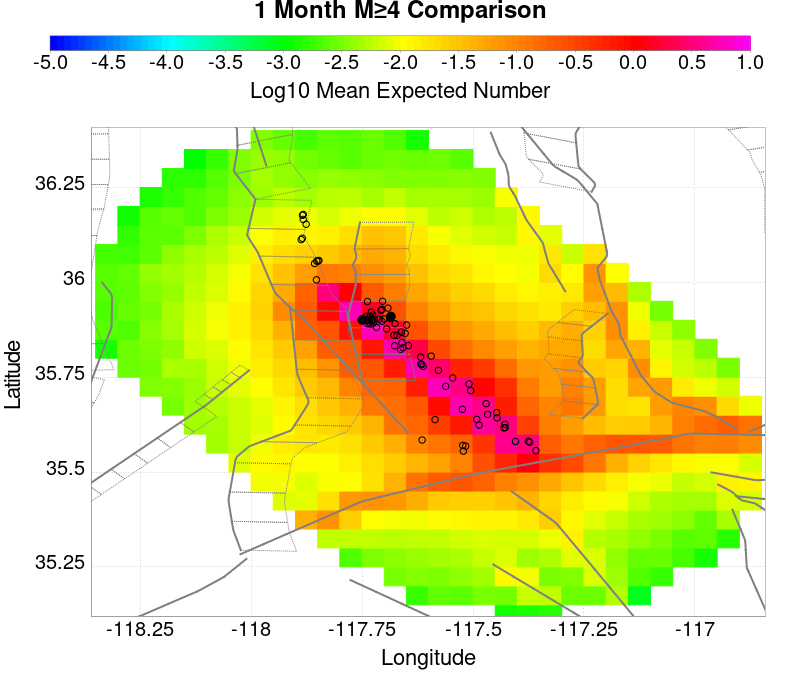 1 Month M≥4 Comparison
-5.0 -4.5 -4.0 -3.5 -3.0 -2.5 -2.0 -1.5 -1.0 -0.5 0.0 0.5 1.0
Log10 Mean Expected Number
36.25
36
35.75
35.5
35.25
Latitude
-118.25 -118 -117.75 -117.5 -117.25 -117
Longitude